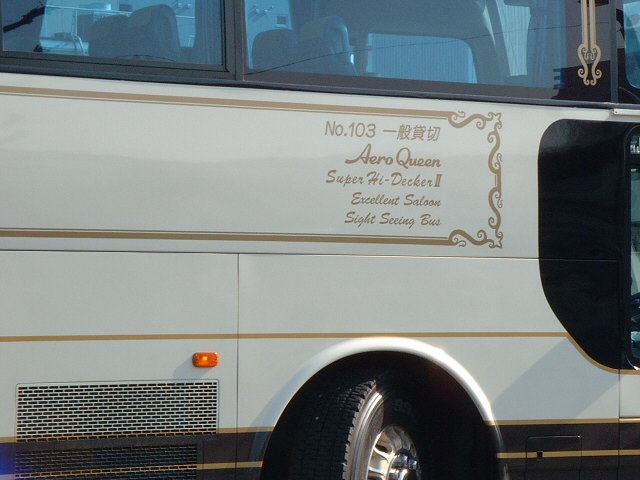 No.103 一般貸切
Aero Queen
Super Hi-Decker II
Excellent Saloon
Sight Seeing Bus